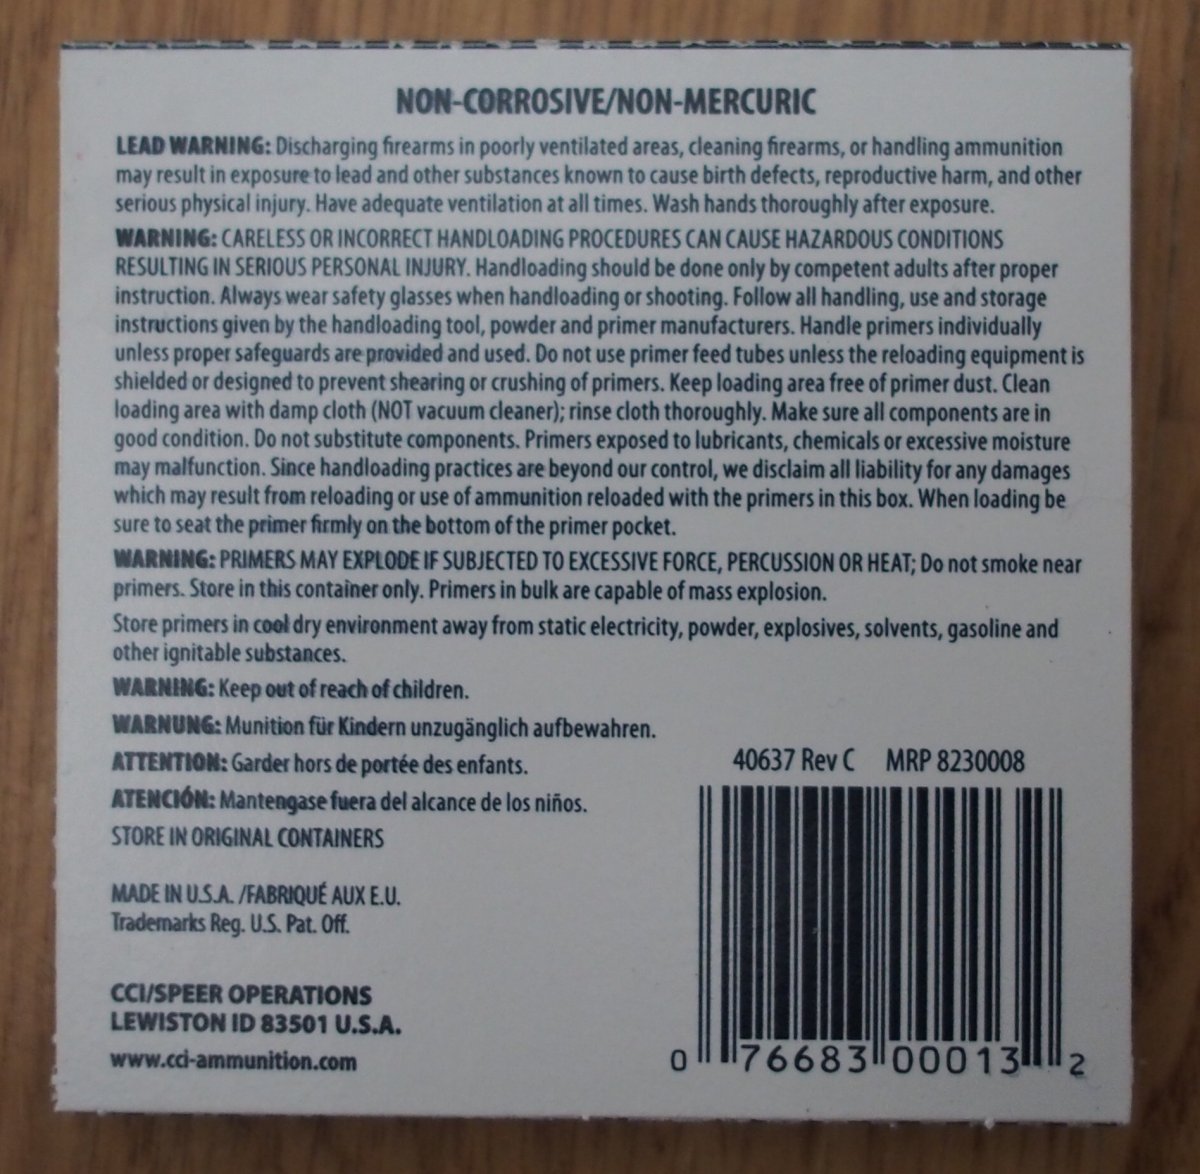 NON-CORROSIVE/NON-MERCURIC
LEAD WARNING: Discharging firearms in poorly ventilated areas, cleaning firearms, or handling ammunition
may result in exposure to lead and other substances known to cause birth defects, reproductive harm, and other
serious physical injury. Have adequate ventilation at all times. Wash hands thoroughly after exposure.
WARNING: CARELESS OR INCORRECT HANDLOADING PROCEDURES CAN CAUSE HAZARDOUS CONDITIONS
RESULTING IN SERIOUS PERSONAL INJURY. Handloading should be done only by competent adults after proper
instruction. Always wear safety glasses when handloading or shooting. Follow all handling, use and storage
instructions given by the handloading tool, powder and primer manufacturers. Handle primers individually
unless proper safeguards are provided and used. Do not use primer feed tubes unless the reloading equipment is
shielded or designed to prevent shearing or crushing of primers. Keep loading area free of primer dust. Clean
loading area with damp cloth (NOT vacuum cleaner); rinse cloth thoroughly. Make sure all components are in
good condition. Do not substitute components. Primers exposed to lubricants, chemicals or excessive moisture
may malfunction. Since handloading practices are beyond our control, we disclaim all liability for any damages
which may result from reloading or use of ammunition reloaded with the primers in this box. When loading be
sure to seat the primer firmly on the bottom of the primer pocket.
WARNING: PRIMERS MAY EXPLODE IF SUBJECTED TO EXCESSIVE FORCE, PERCUSSION OR HEAT; Do not smoke near
primers. Store in this container only. Primers in bulk are capable of mass explosion.
Store primers in cool dry environment away from static electricity, powder, explosives, solvents, gasoline and
other ignitable substances.
WARNING: Keep out of reach of children.
WARNUNG: Munition für Kindern unzugänglich aufbewahren.
ATTENTION: Garder hors de portée des enfants.
ATENCIÓN: Mantengase fuera del alcance de los niños.
STORE IN ORIGINAL CONTAINERS
MADE IN U.S.A. /FABRIQUÉ AUX E.U.
Trademarks Reg. U.S. Pat. Off.
CCI/SPEER OPERATIONS
LEWISTON ID 83501 U.S.A.
www.cci-ammunition.com
40637 Rev C MRP 8230008
0 76683 00013 2